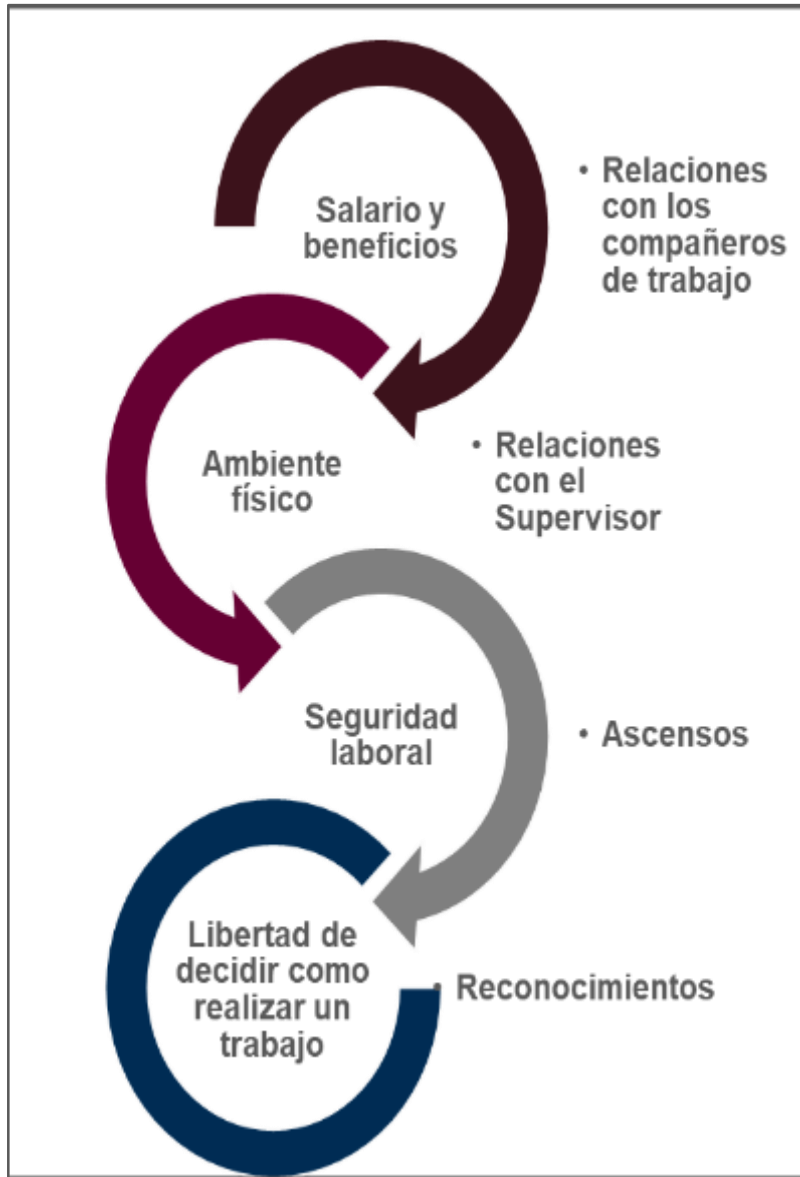 Salario y
beneficios
• Relaciones
con los
compañeros
de trabajo
Ambiente
físico
• Relaciones
con el
Supervisor
Seguridad
laboral
• Ascensos
Libertad de
decidir como
realizar un
trabajo
• Reconocimientos